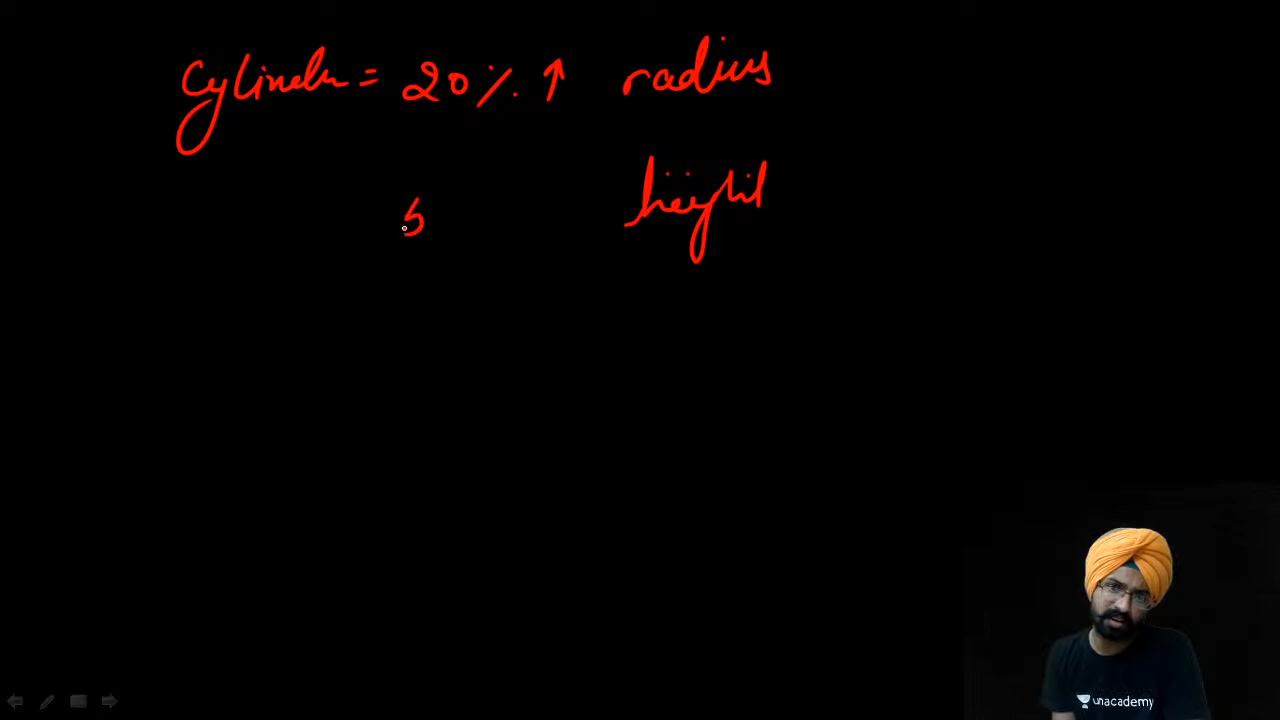 Cylinder = 20%. ↑ radius
5 height
unacademy